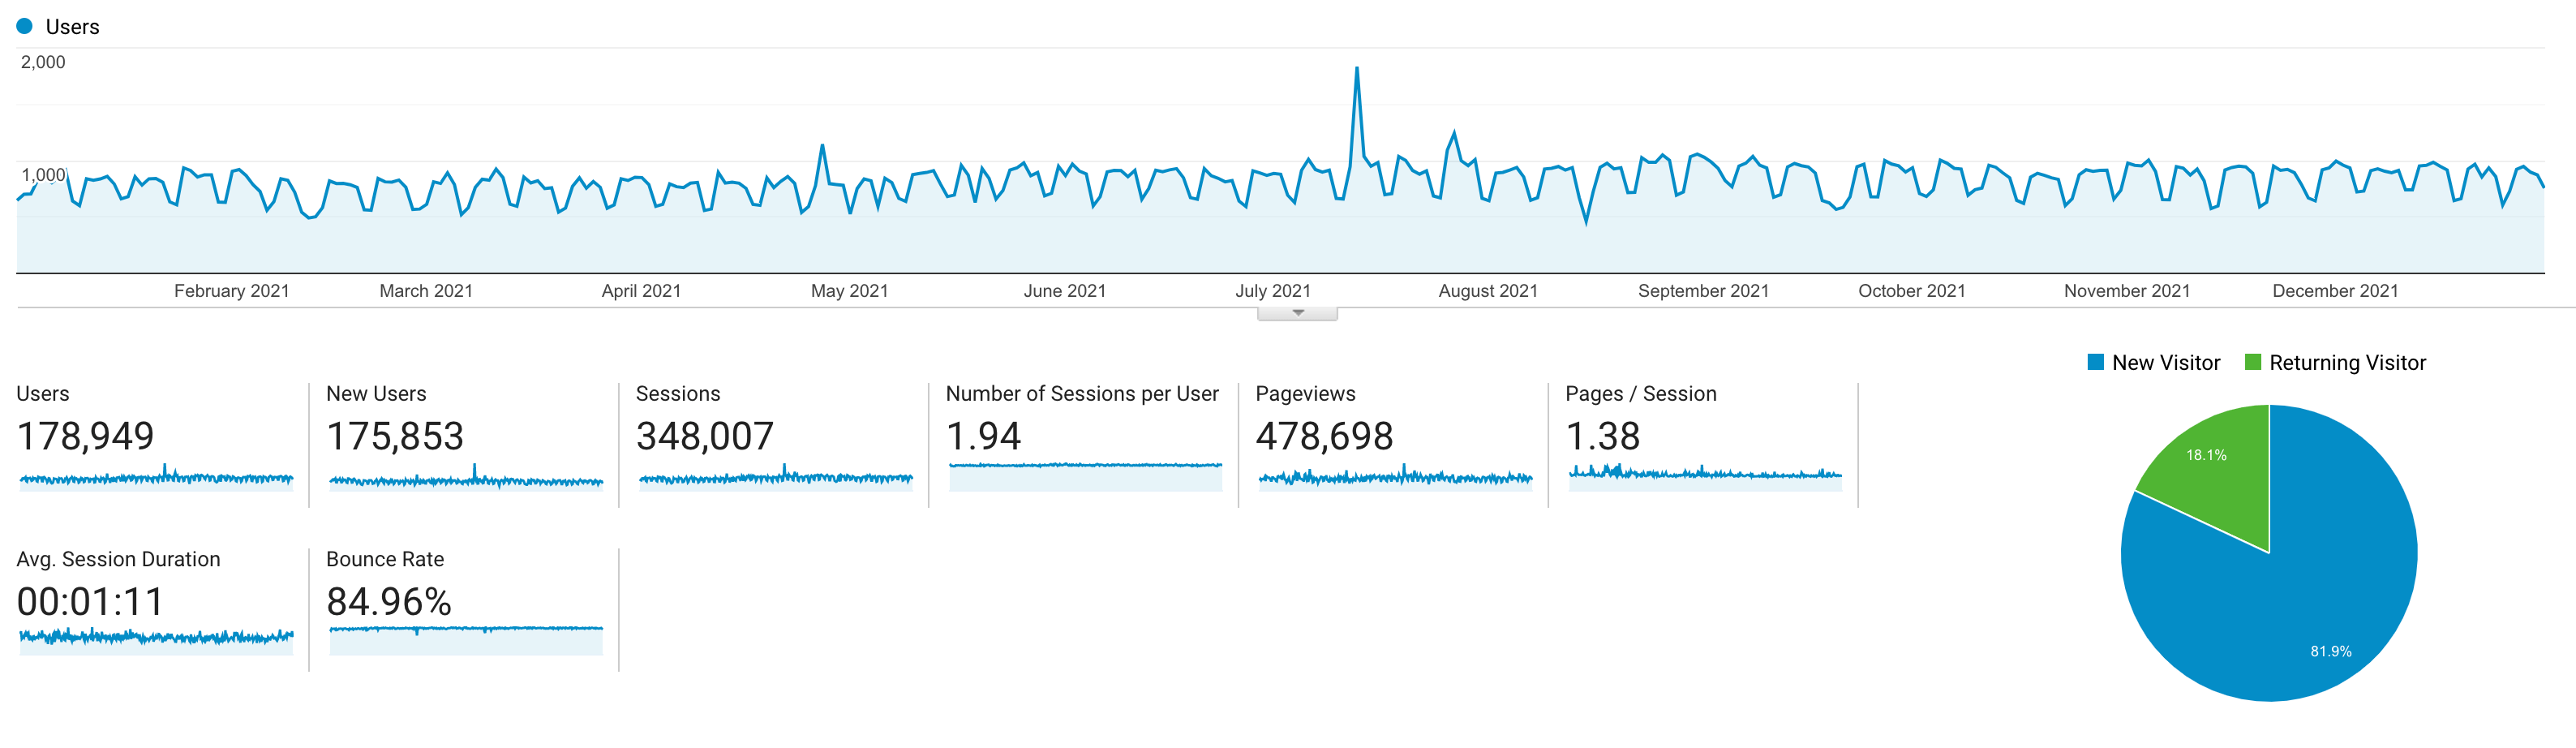 Users
2,000
1,000
February 2021 March 2021 April 2021 May 2021 June 2021 July 2021 August 2021 September 2021 October 2021 November 2021 December 2021
New Visitor Returning Visitor
Users New Users Sessions Number of Sessions per User Pageviews Pages / Session
178,949 175,853 348,007 1.94 478,698 1.38
18.1%
Avg. Session Duration Bounce Rate
00:01:11 84.96%
81.9%